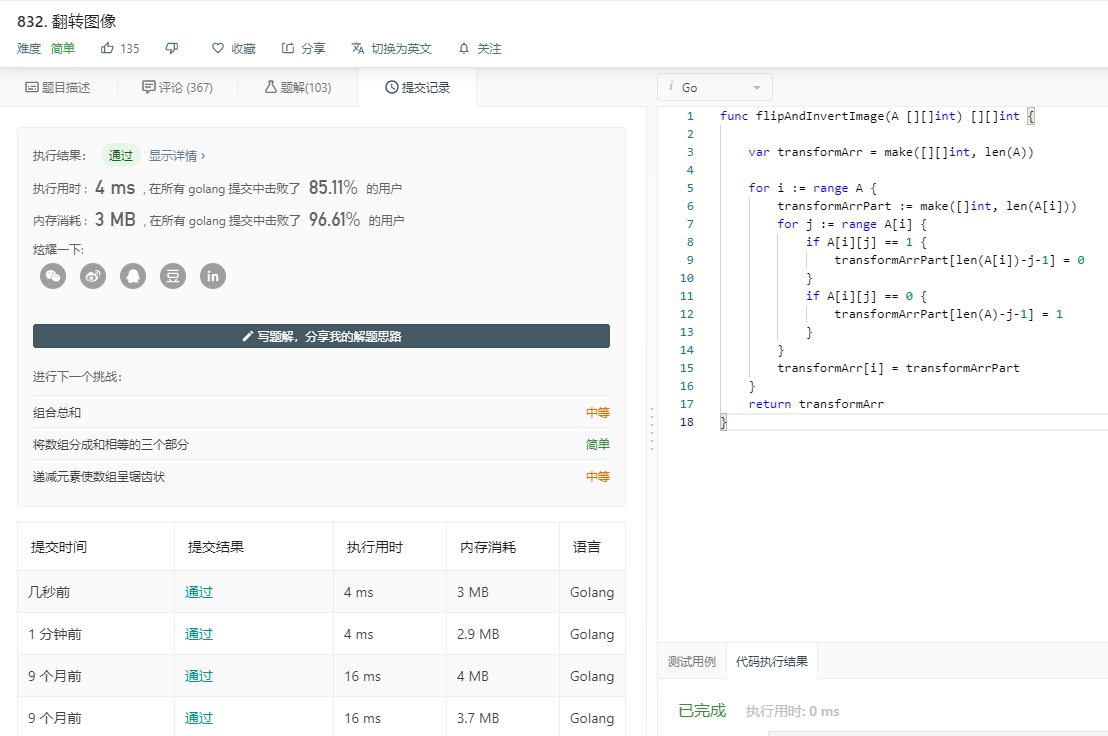 832. 翻转图像
难度 简单 135 收藏 分享 切换为英文 关注
题目描述 评论 (367) 题解(103) 提交记录
执行结果： 通过 显示详情 ›
执行用时 : 4 ms , 在所有 golang 提交中击败了 85.11% 的用户
内存消耗 : 3 MB , 在所有 golang 提交中击败了 96.61% 的用户
炫耀一下:
豆 in
写题解，分享我的解题思路
进行下一个挑战：
组合总和 中等
将数组分成和相等的三个部分 简单
递减元素使数组呈锯齿状 中等
提交时间 提交结果 执行用时 内存消耗 语言
几秒前 通过 4 ms 3 MB Golang
1 分钟前 通过 4 ms 2.9 MB Golang
9 个月前 通过 16 ms 4 MB Golang
9 个月前 通过 16 ms 3.7 MB Golang
i Go
1 func flipAndInvertImage(A [][]int) [][]int {
2
3 var transformArr = make([][]int, len(A))
4
5 for i := range A {
6 transformArrPart := make([]int, len(A[i]))
7 for j := range A[i] {
8 if A[i][j] == 1 {
9 transformArrPart[len(A[i])-j-1] = 0
10 }
11 if A[i][j] == 0 {
12 transformArrPart[len(A)-j-1] = 1
13 }
14 }
15 transformArr[i] = transformArrPart
16 }
17 return transformArr
18 }
测试用例 代码执行结果
已完成 执行用时: 0 ms